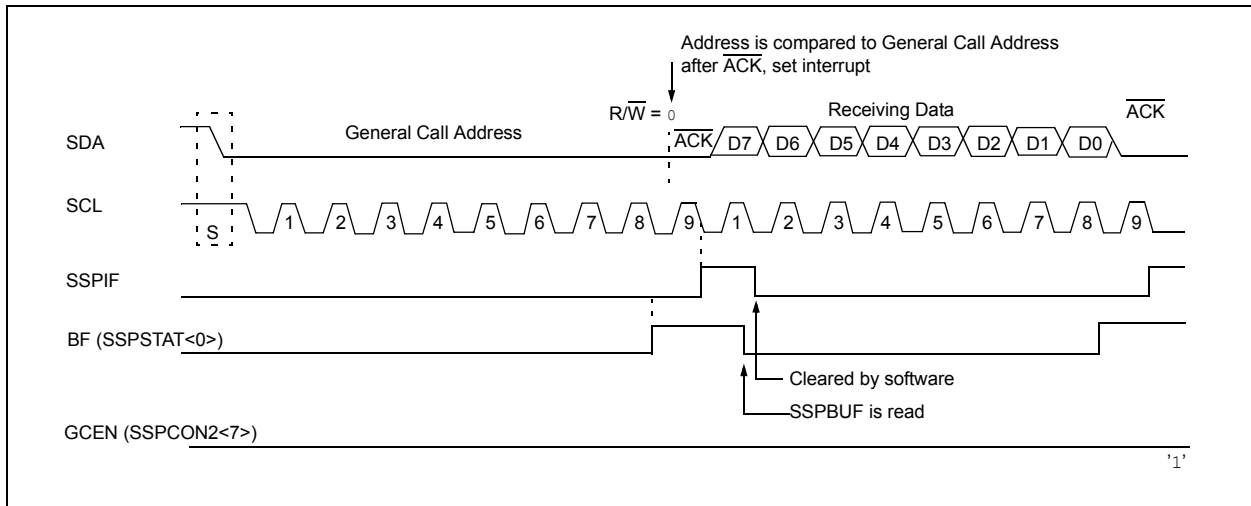 Address is compared to General Call Address
after ACK, set interrupt
R/W = 0
Receiving Data
ACK
General Call Address
SDA
ACK D7 D6 D5 D4 D3 D2 D1 D0
SCL
S
1 2 3 4 5 6 7 8 9 1 2 3 4 5 6 7 8 9
SSPIF
BF (SSPSTAT<0>)
Cleared by software
SSPBUF is read
GCEN (SSPCON2<7>)
'1'